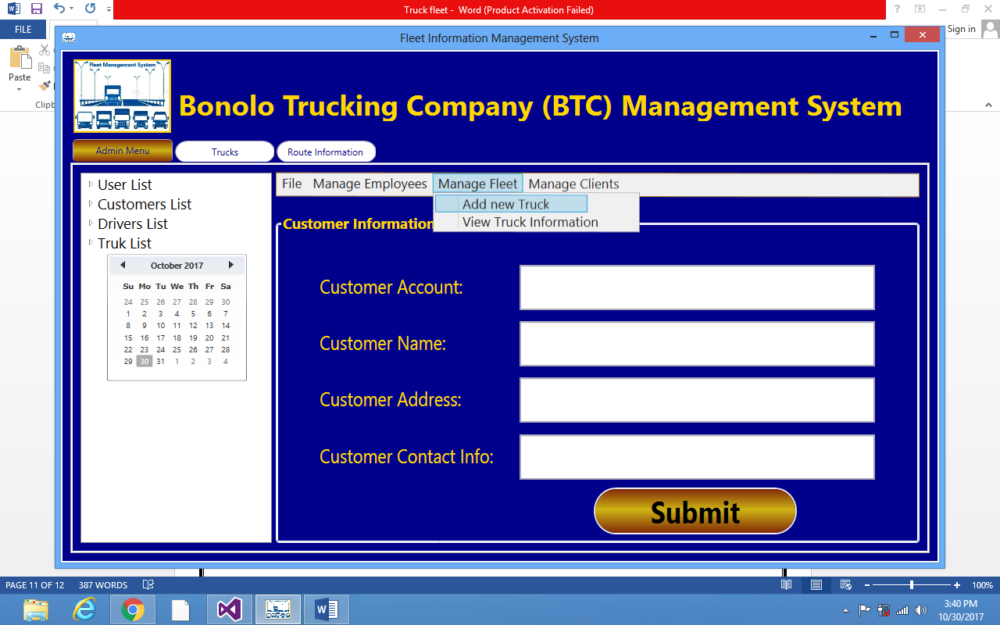 Truck fleet - Word (Product Activation Failed)
FILE
Sign in
Paste
Clipb
Fleet Information Management System
Fleet Management System
Bonolo Trucking Company (BTC) Management System
Admin Menu
Trucks
Route Information
User List
Customers List
Drivers List
Truk List
October 2017
Su Mo Tu We Th Fr Sa
24 25 26 27 28 29 30
1 2 3 4 5 6 7
8 9 10 11 12 13 14
15 16 17 18 19 20 21
22 23 24 25 26 27 28
29 30 31 1 2 3 4
File Manage Employees Manage Fleet Manage Clients
Add new Truck
View Truck Information
Customer Information
Customer Account:
Customer Name:
Customer Address:
Customer Contact Info:
Submit
PAGE 11 OF 12 387 WORDS
100%
3:40 PM
10/30/2017